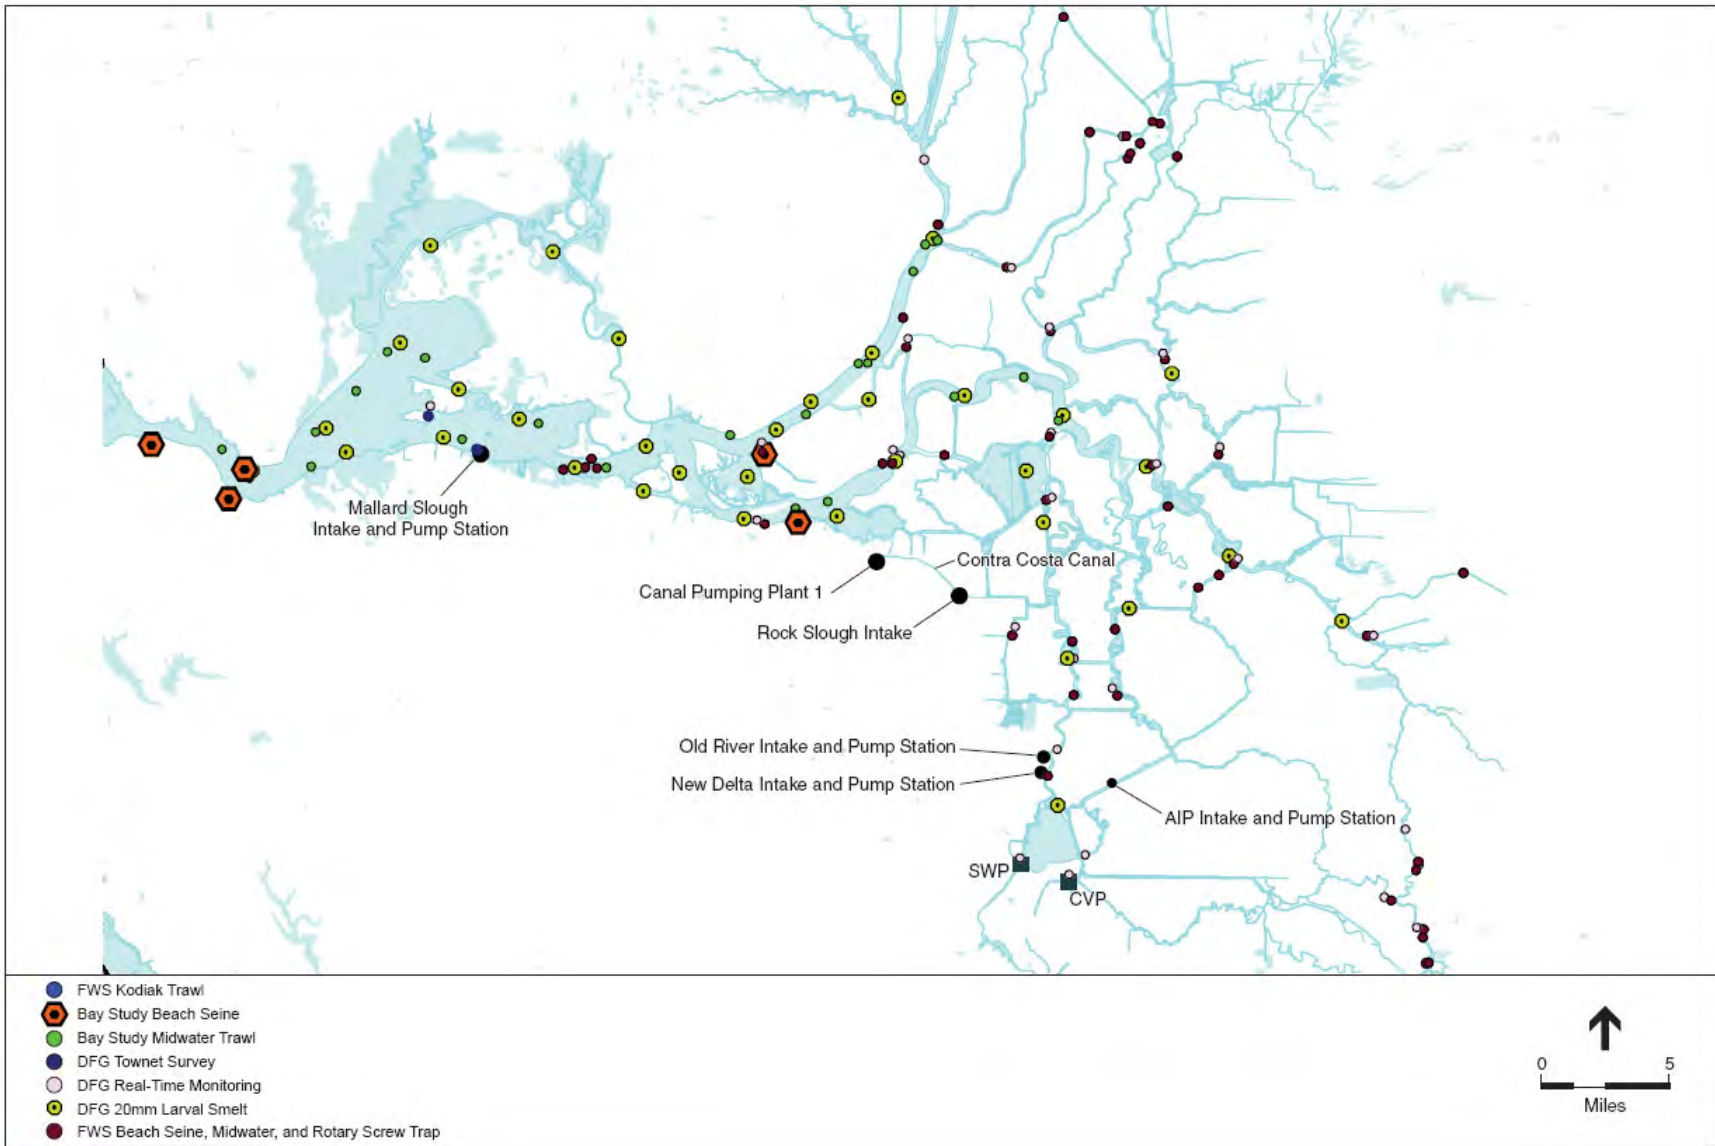 Mallard Slough
Intake and Pump Station
Contra Costa Canal
Canal Pumping Plant 1
Rock Slough Intake
Old River Intake and Pump Station
New Delta Intake and Pump Station
AIP Intake and Pump Station
SWP
CVP
FWS Kodiak Trawl
Bay Study Beach Seine
Bay Study Midwater Trawl
DFG Townet Survey
DFG Real-Time Monitoring
DFG 20mm Larval Smelt
FWS Beach Seine, Midwater, and Rotary Screw Trap
0 5
Miles